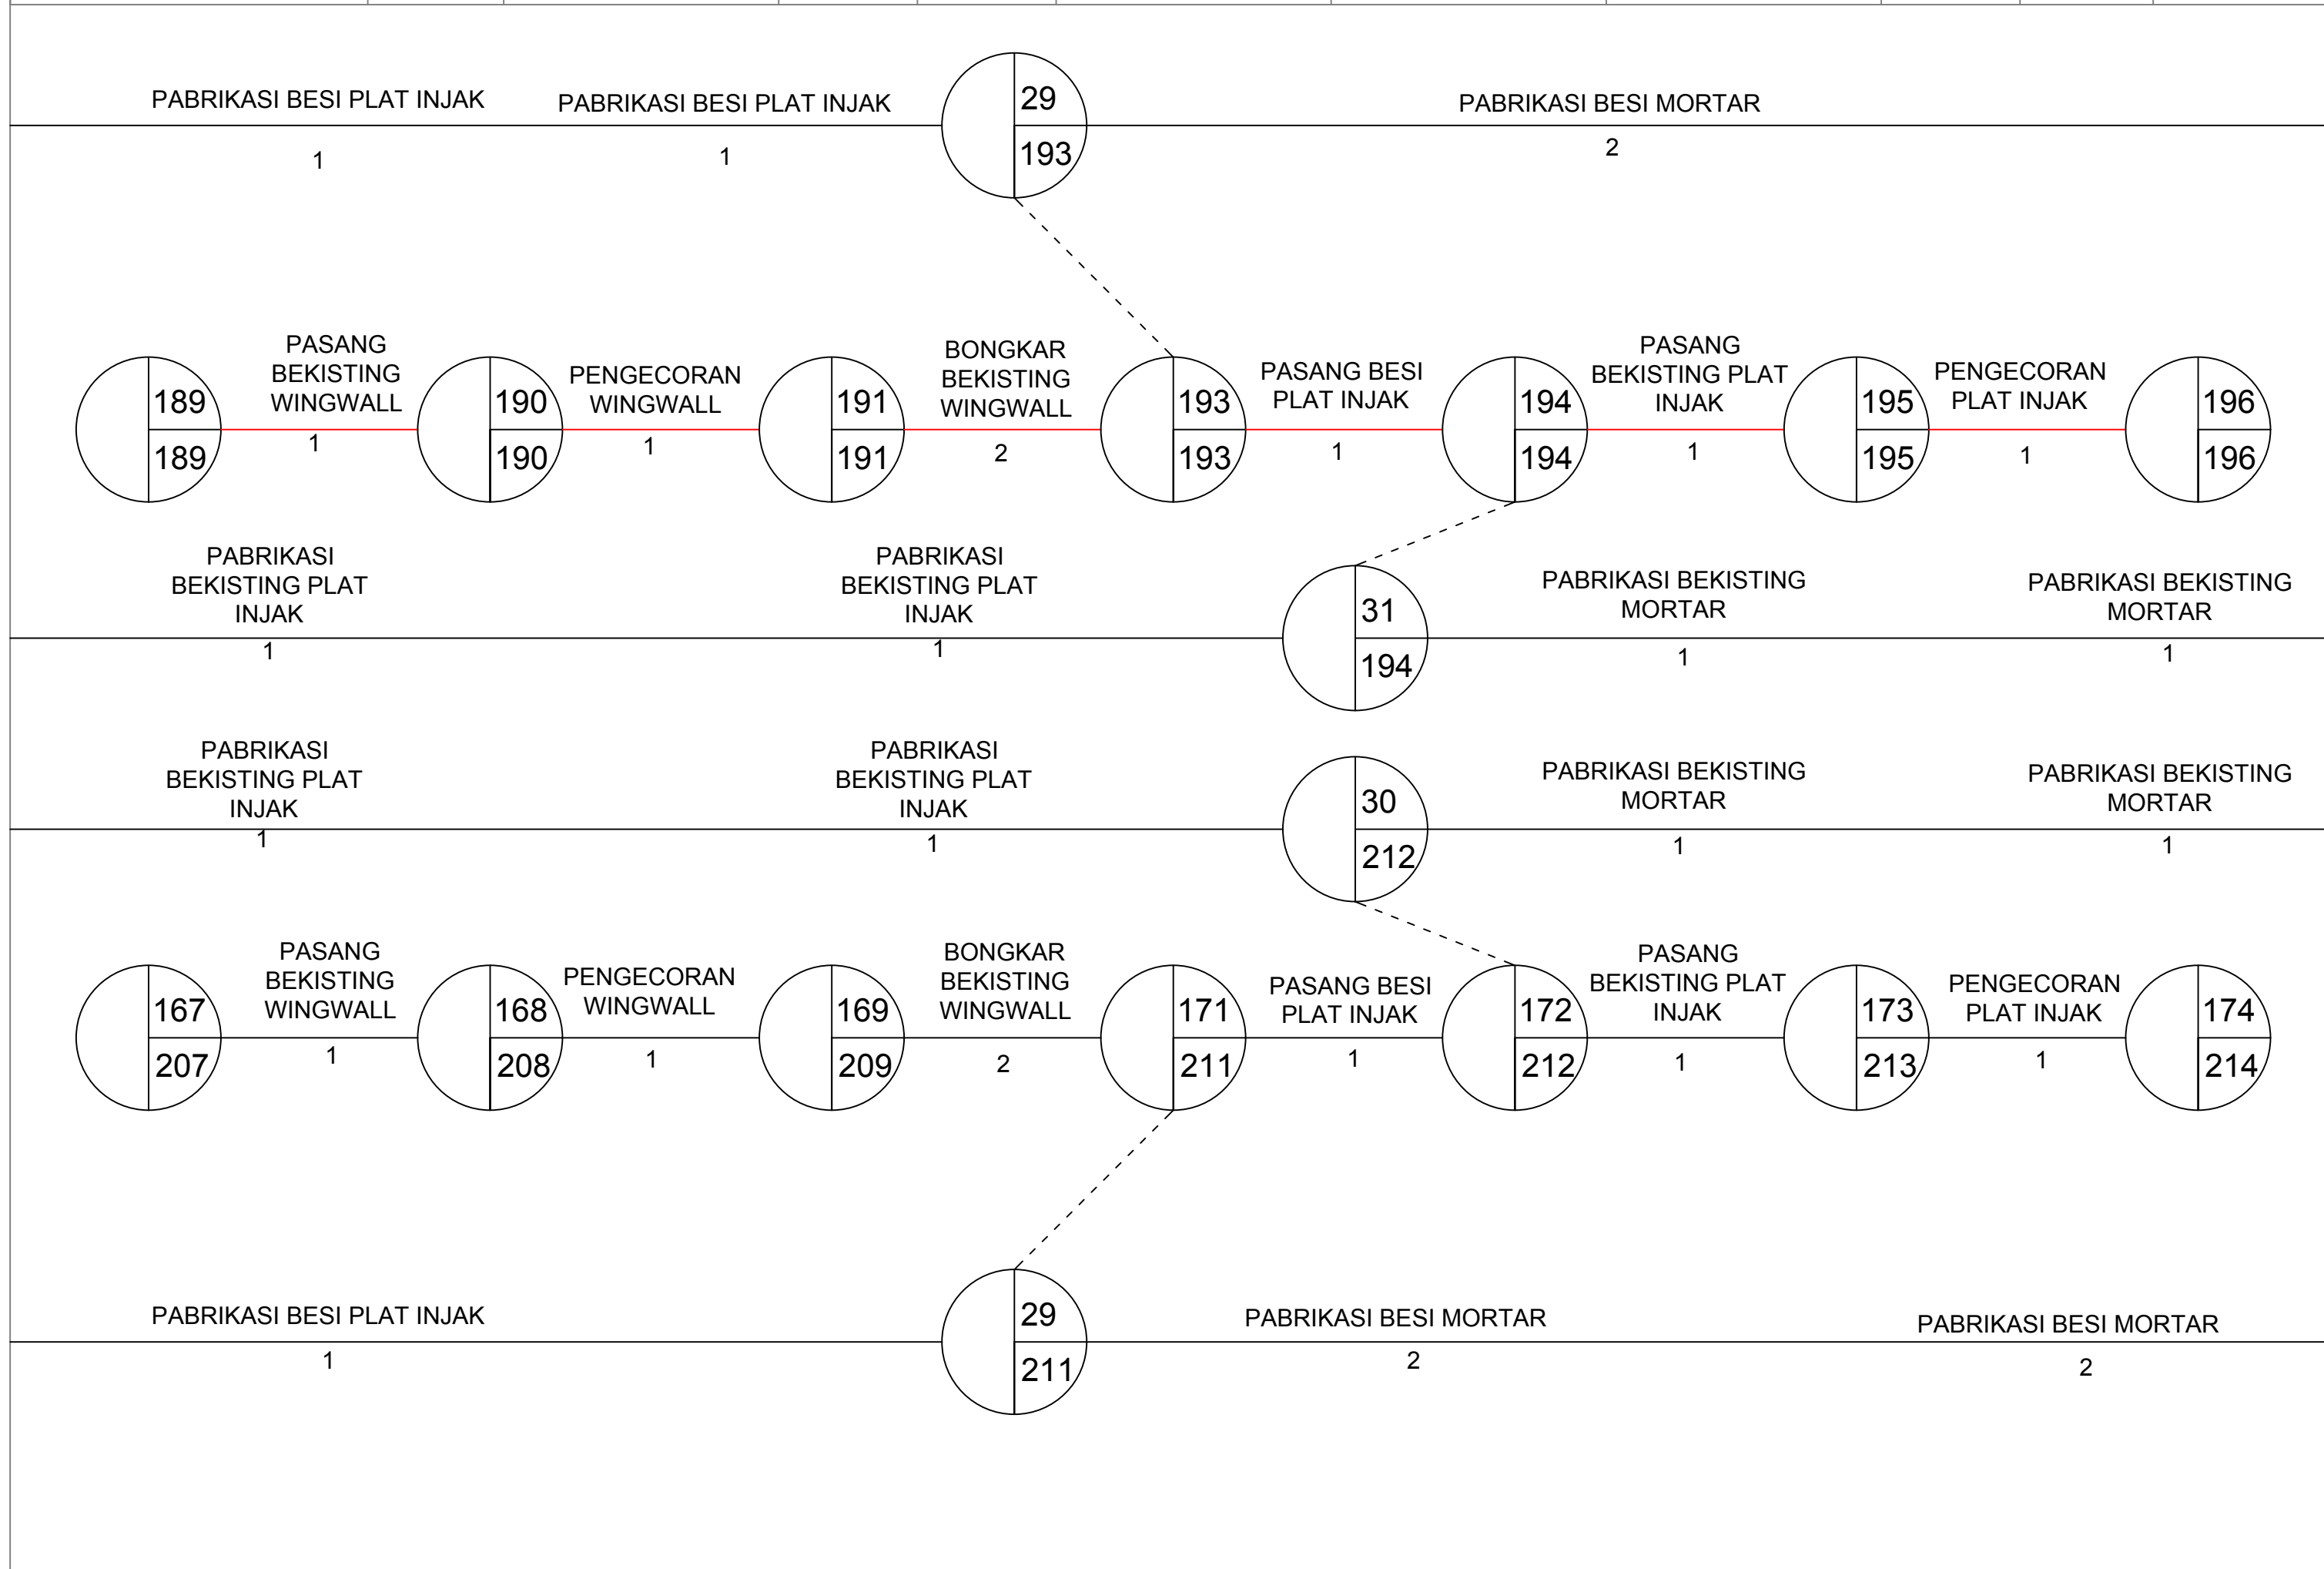 PABRIKASI BESI PLAT INJAK
1
PABRIKASI BESI PLAT INJAK
1
29
193
PABRIKASI BESI MORTAR
2
189
189
PASANG
BEKISTING
WINGWALL
1
190
190
PENGECORAN
WINGWALL
1
191
191
BONGKAR
BEKISTING
WINGWALL
2
193
193
PASANG BESI
PLAT INJAK
1
194
194
PASANG
BEKISTING PLAT
INJAK
1
195
195
PENGECORAN
PLAT INJAK
1
196
196
PABRIKASI
BEKISTING PLAT
INJAK
1
PABRIKASI
BEKISTING PLAT
INJAK
1
31
194
PABRIKASI BEKISTING
MORTAR
1
PABRIKASI BEKISTING
MORTAR
1
PABRIKASI
BEKISTING PLAT
INJAK
1
PABRIKASI
BEKISTING PLAT
INJAK
1
30
212
PABRIKASI BEKISTING
MORTAR
1
PABRIKASI BEKISTING
MORTAR
1
167
207
PASANG
BEKISTING
WINGWALL
1
168
208
PENGECORAN
WINGWALL
1
169
209
BONGKAR
BEKISTING
WINGWALL
2
171
211
PASANG BESI
PLAT INJAK
1
172
212
PASANG
BEKISTING PLAT
INJAK
1
173
213
PENGECORAN
PLAT INJAK
1
174
214
PABRIKASI BESI PLAT INJAK
1
29
211
PABRIKASI BESI MORTAR
2
PABRIKASI BESI MORTAR
2